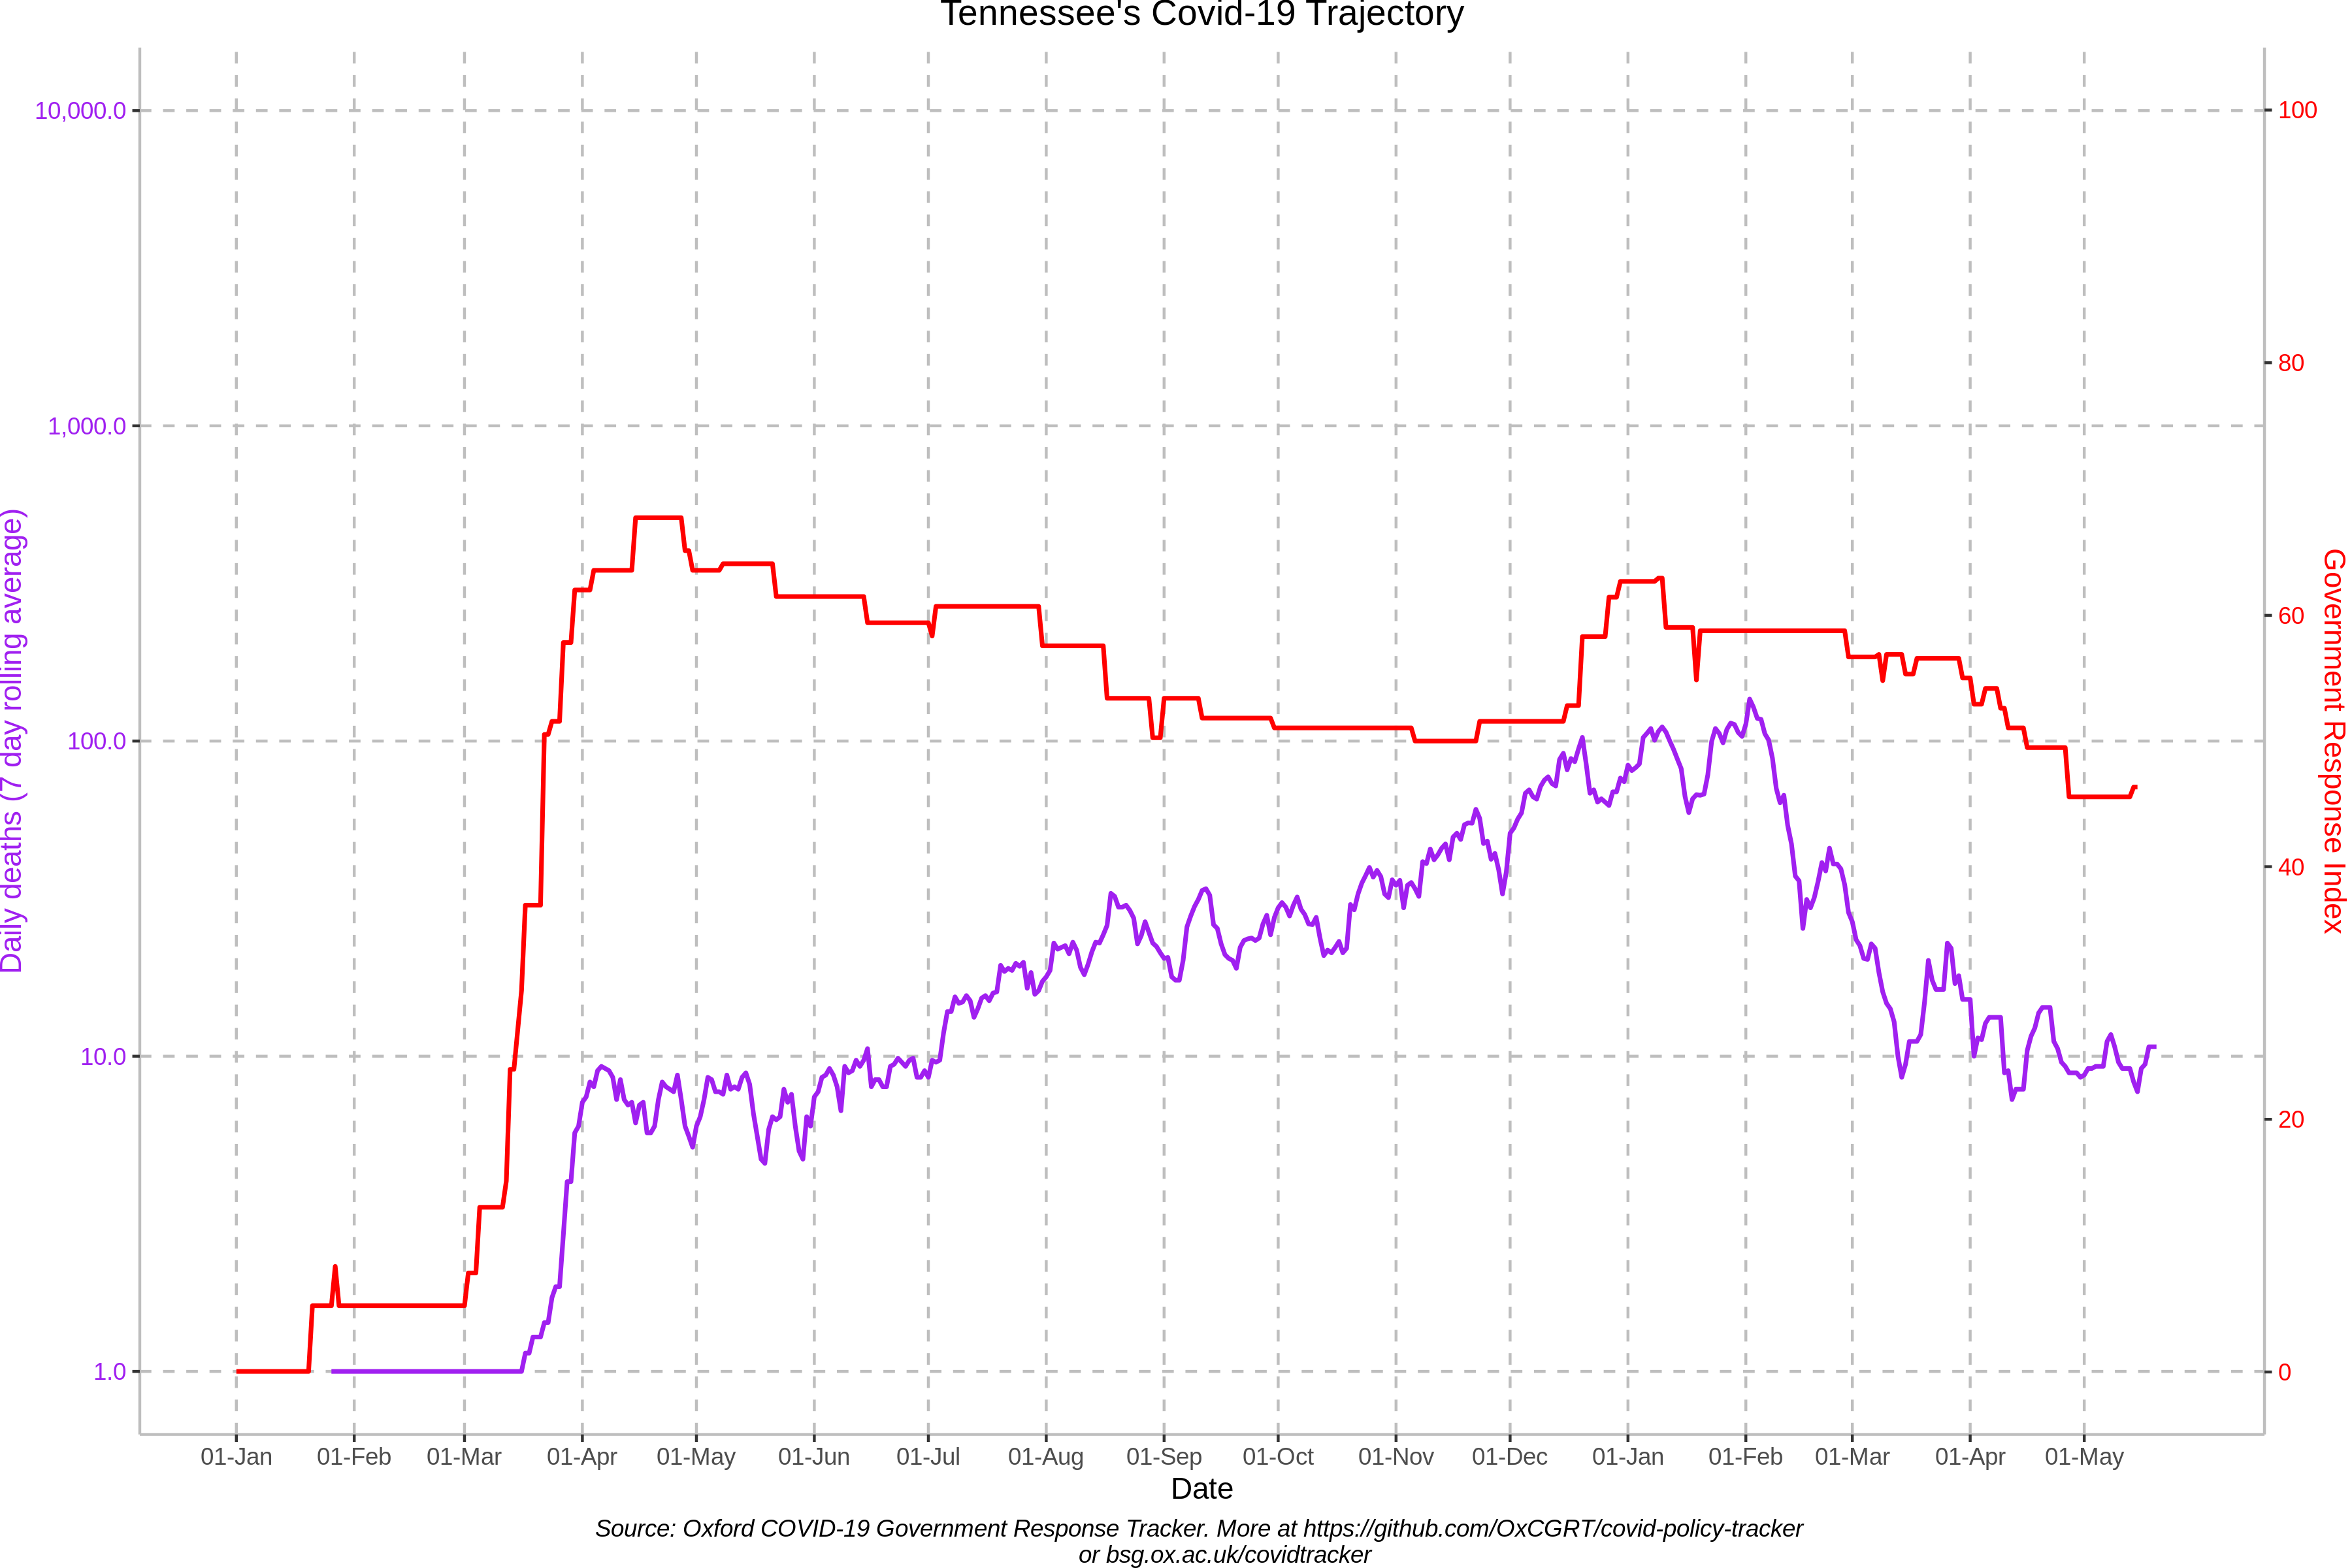 Tennessee's Covid-19 Trajectory
10,000.0
1,000.0
100.0
10.0
1.0
Daily deaths (7 day rolling average)
100
80
60
40
20
0
Government Response Index
01-Jan 01-Feb 01-Mar 01-Apr 01-May 01-Jun 01-Jul 01-Aug 01-Sep 01-Oct 01-Nov 01-Dec 01-Jan 01-Feb 01-Mar 01-Apr 01-May
Date
Source: Oxford COVID-19 Government Response Tracker. More at https://github.com/OxCGRT/covid-policy-tracker
or bsg.ox.ac.uk/covidtracker